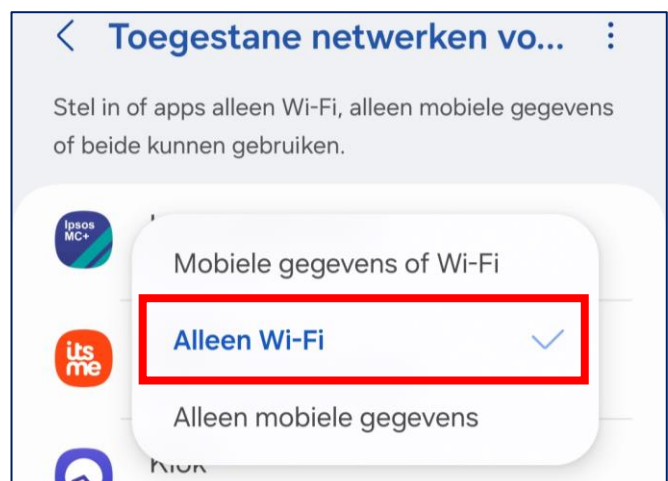 Toegestane netwerken vo...
Stel in of apps alleen Wi-Fi, alleen mobiele gegevens
of beide kunnen gebruiken.
Ipsos
MC+
Mobiele gegevens of Wi-Fi
Alleen Wi-Fi
its
me
Alleen mobiele gegevens
Klok